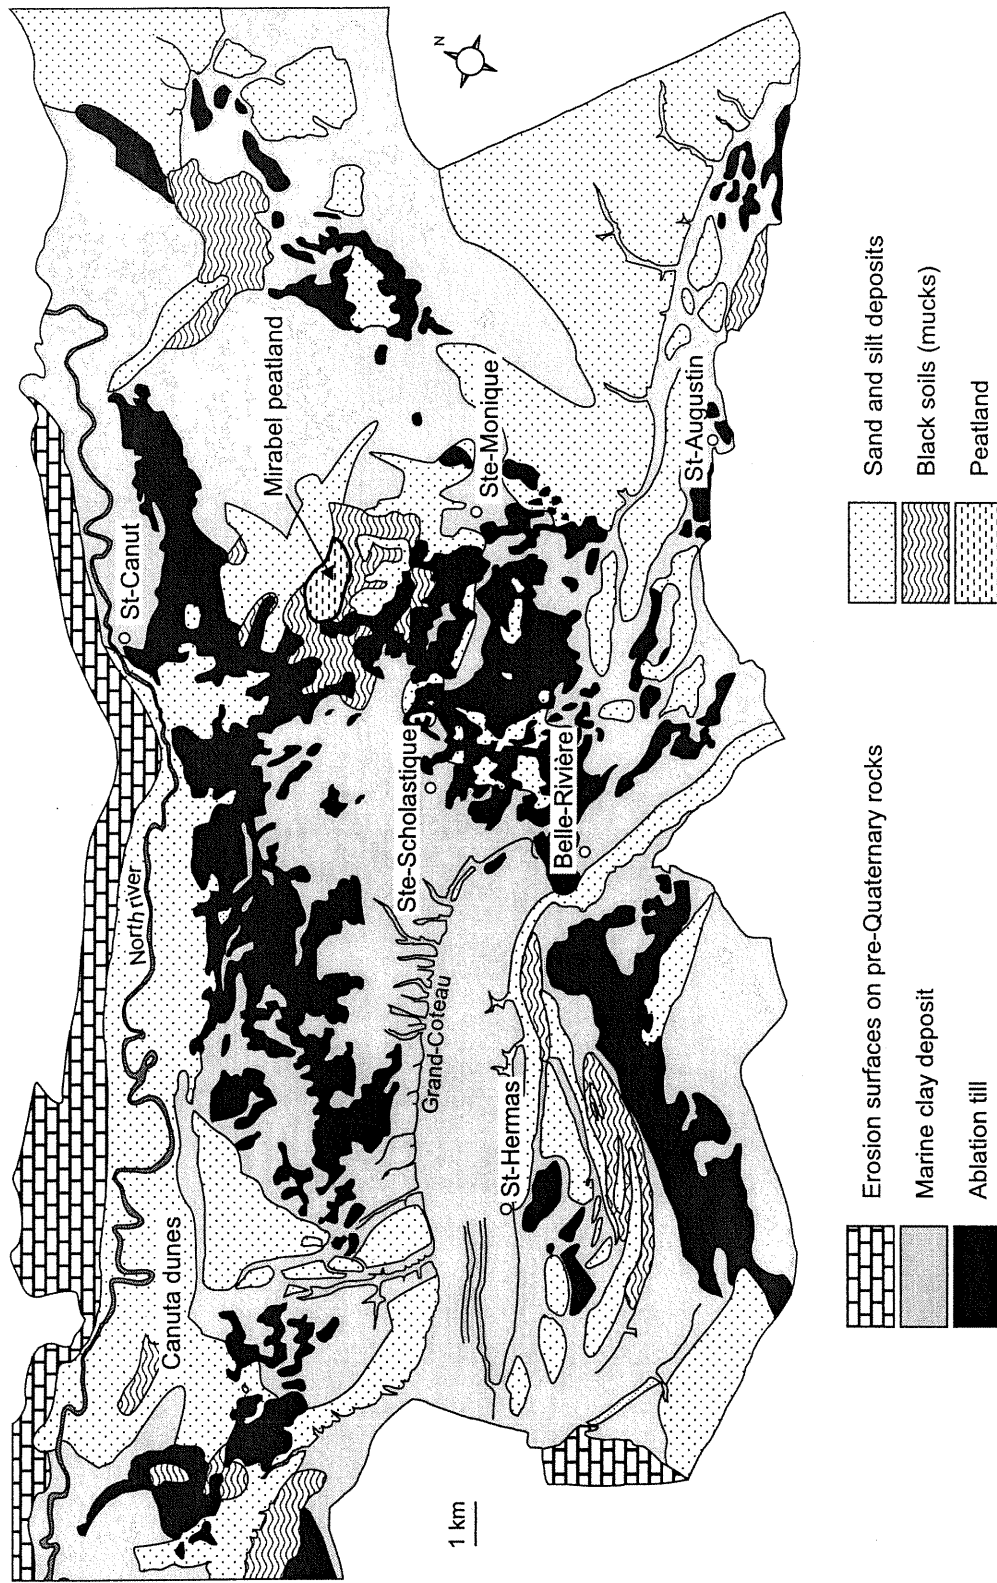 N
North river
St-Canut
Canuta dunes
Mirabel peatland
Ste-Scholastique
Ste-Monique
Grand-Coteau
Belle-Rivière
St-Hermas
St-Augustin
1 km
Erosion surfaces on pre-Quaternary rocks
Marine clay deposit
Ablation till
Sand and silt deposits
Black soils (mucks)
Peatland